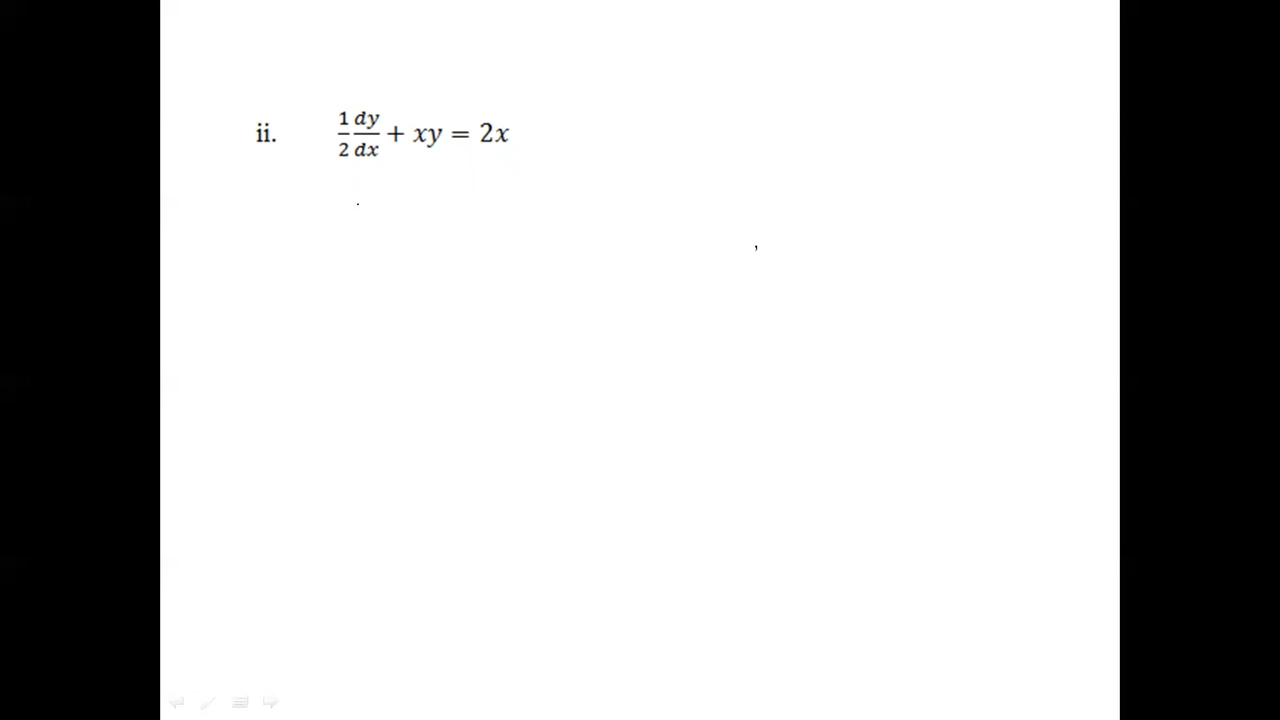 ii. 1/2 dy/dx + xy = 2x